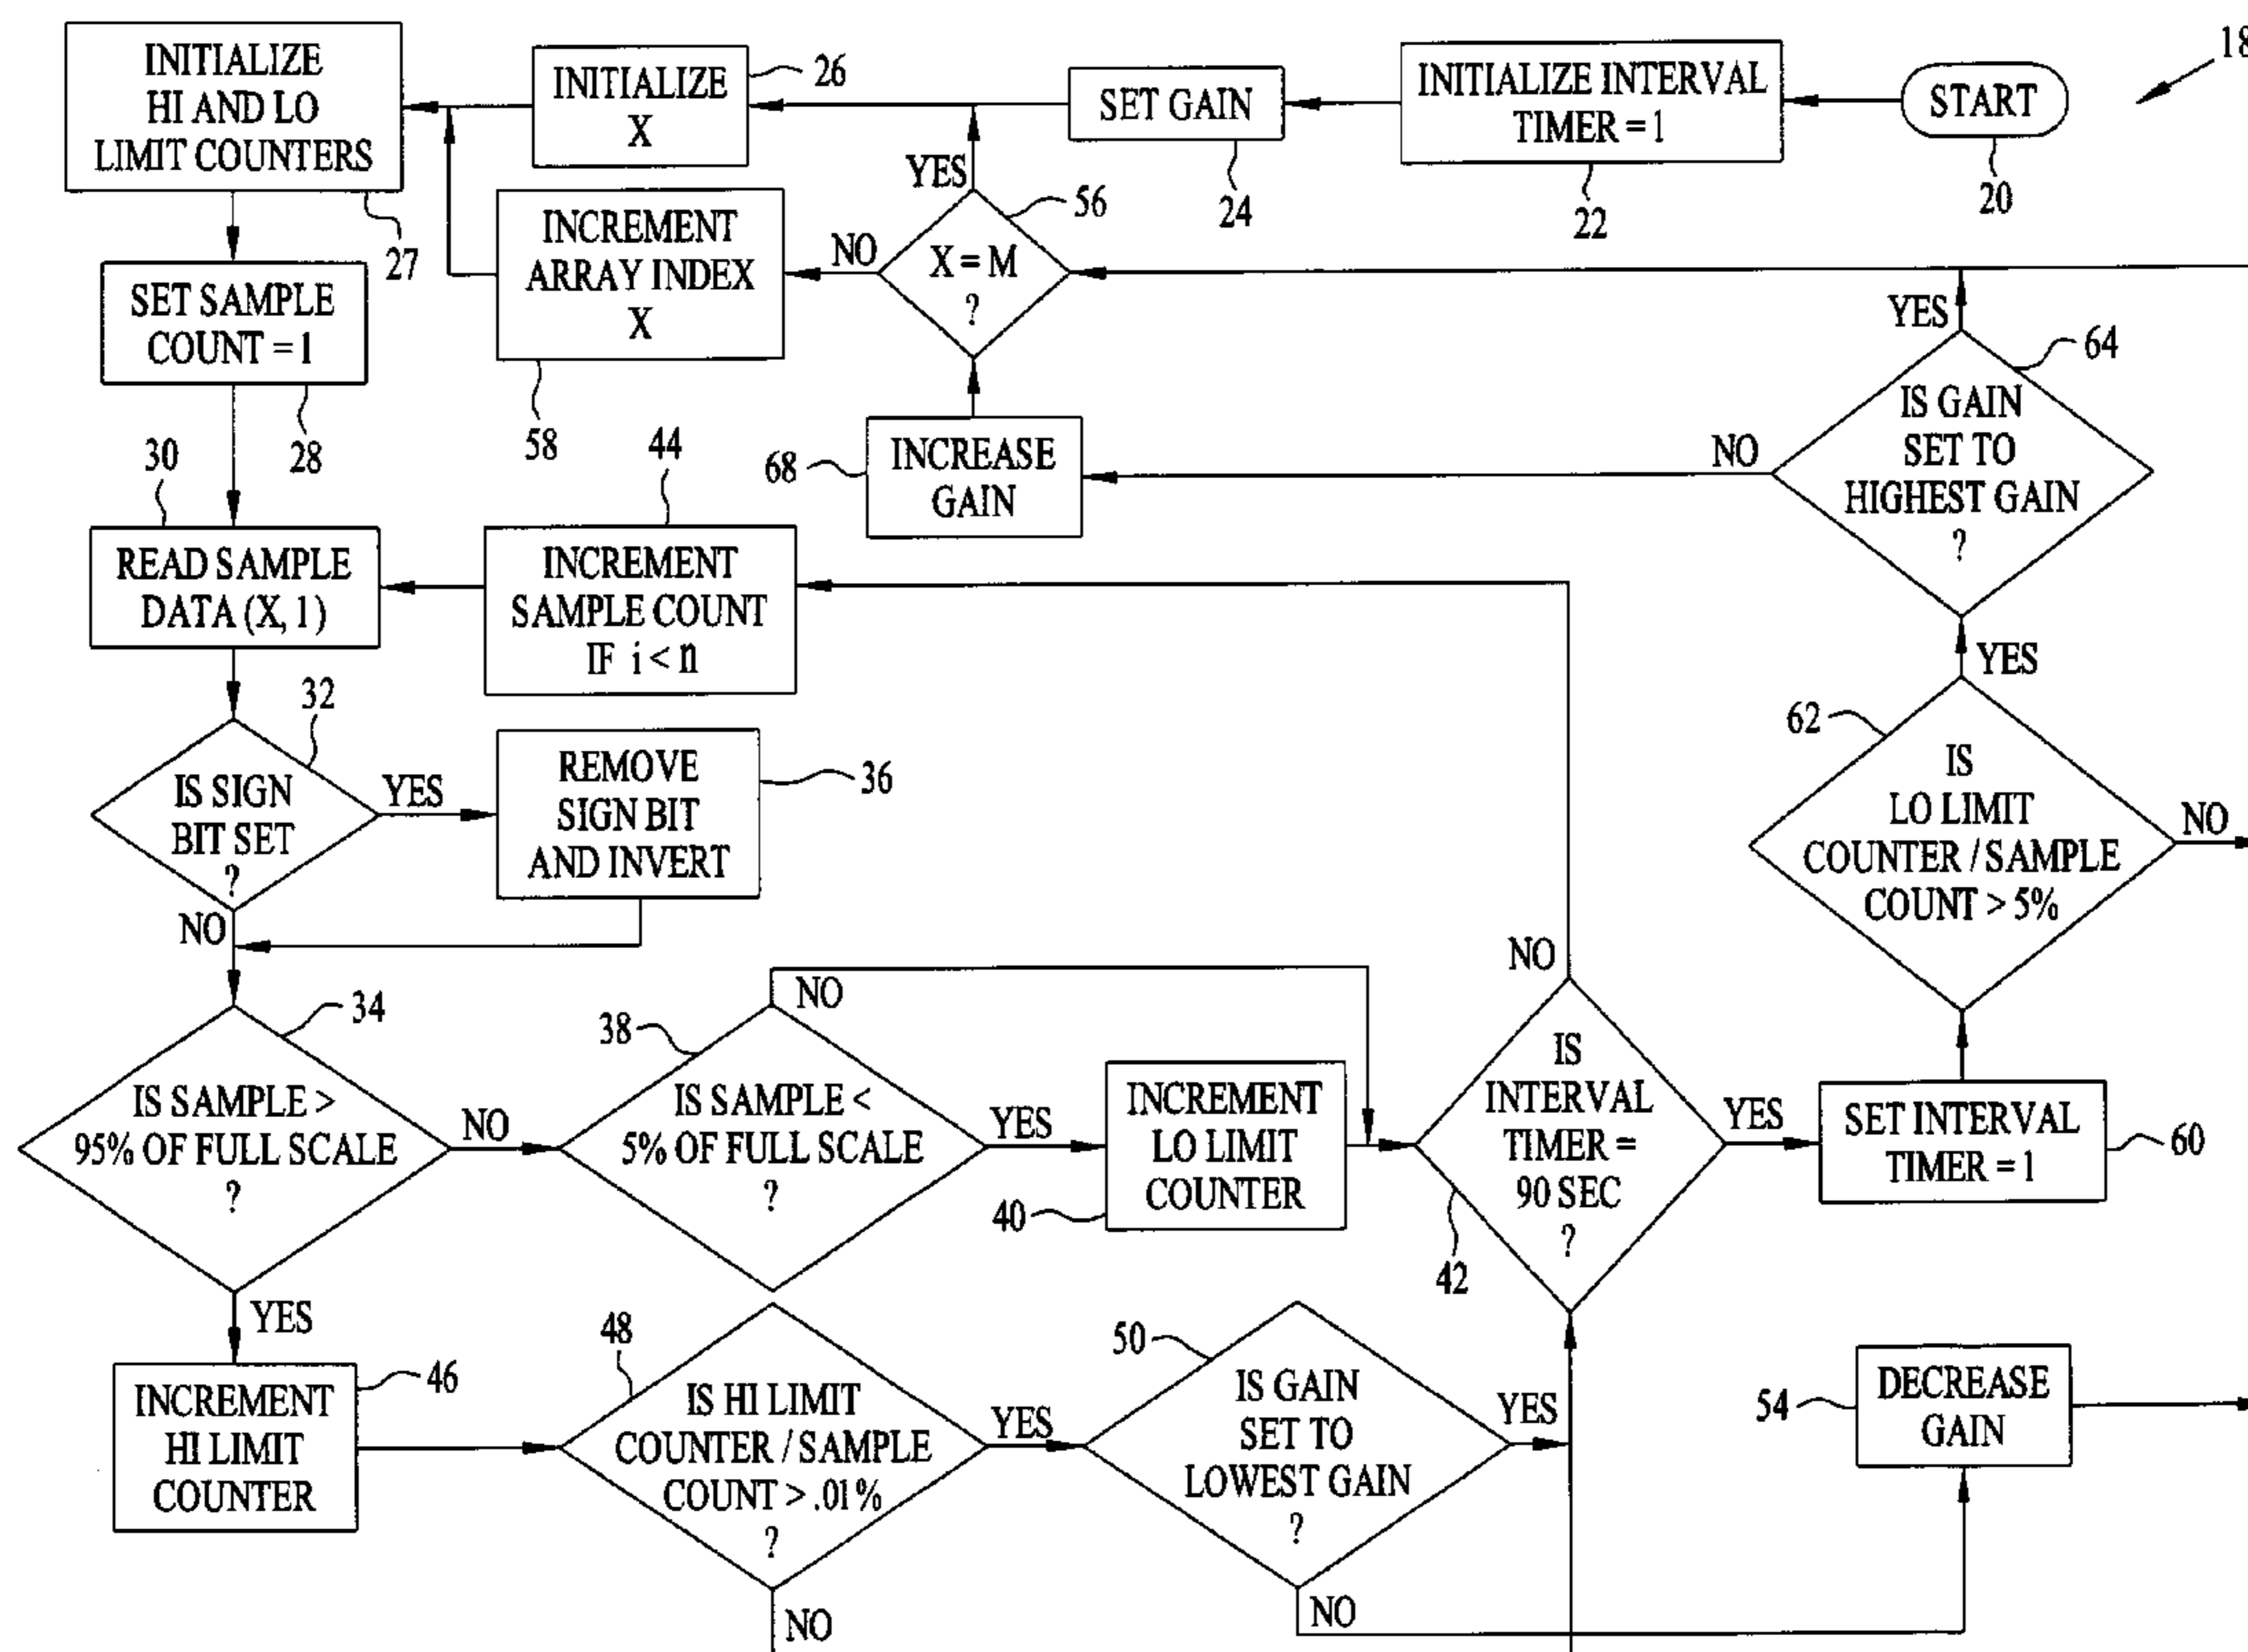 INITIALIZE
HI AND LO
LIMIT COUNTERS
27
INITIALIZE
X
26
SET GAIN
24
INITIALIZE INTERVAL
TIMER = 1
22
START
20
18
YES
X = M
?
56
NO
INCREMENT
ARRAY INDEX
X
58
SET SAMPLE
COUNT = 1
28
YES
IS GAIN
SET TO
HIGHEST GAIN
?
64
NO
INCREASE
GAIN
68
30
READ SAMPLE
DATA (X, 1)
44
INCREMENT
SAMPLE COUNT
IF i < n
YES
62
IS
LO LIMIT
COUNTER / SAMPLE
COUNT > 5%
NO
32
IS SIGN
BIT SET
?
YES
NO
REMOVE
SIGN BIT
AND INVERT
36
34
IS SAMPLE >
95% OF FULL SCALE
?
NO
YES
38
NO
IS SAMPLE <
5% OF FULL SCALE
?
YES
INCREMENT
LO LIMIT
COUNTER
40
NO
IS
INTERVAL
TIMER =
90 SEC
?
42
YES
SET INTERVAL
TIMER = 1
60
INCREMENT
HI LIMIT
COUNTER
46
48
IS HI LIMIT
COUNTER / SAMPLE
COUNT > .01%
?
YES
NO
50
IS GAIN
SET TO
LOWEST GAIN
?
YES
NO
54
DECREASE
GAIN